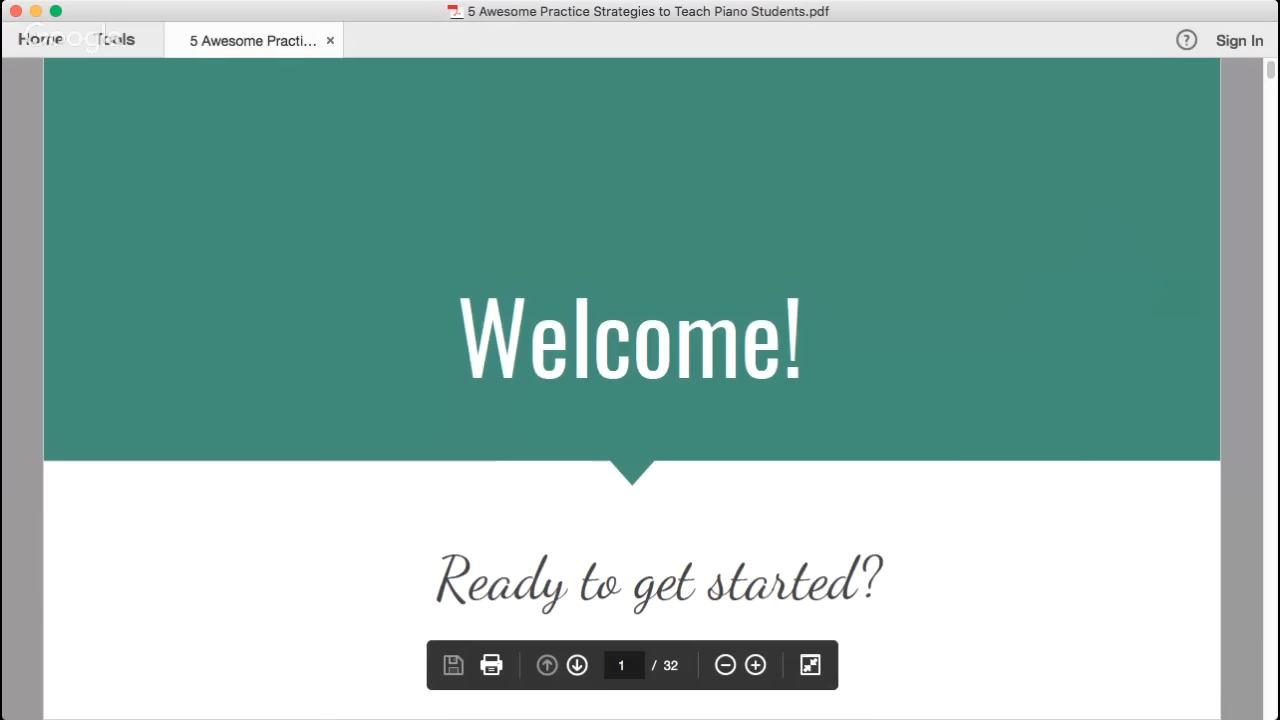 5 Awesome Practice Strategies to Teach Piano Students.pdf
Home Tools 5 Awesome Practi... × ? Sign In
Google
Welcome!
Ready to get started?
1 / 32